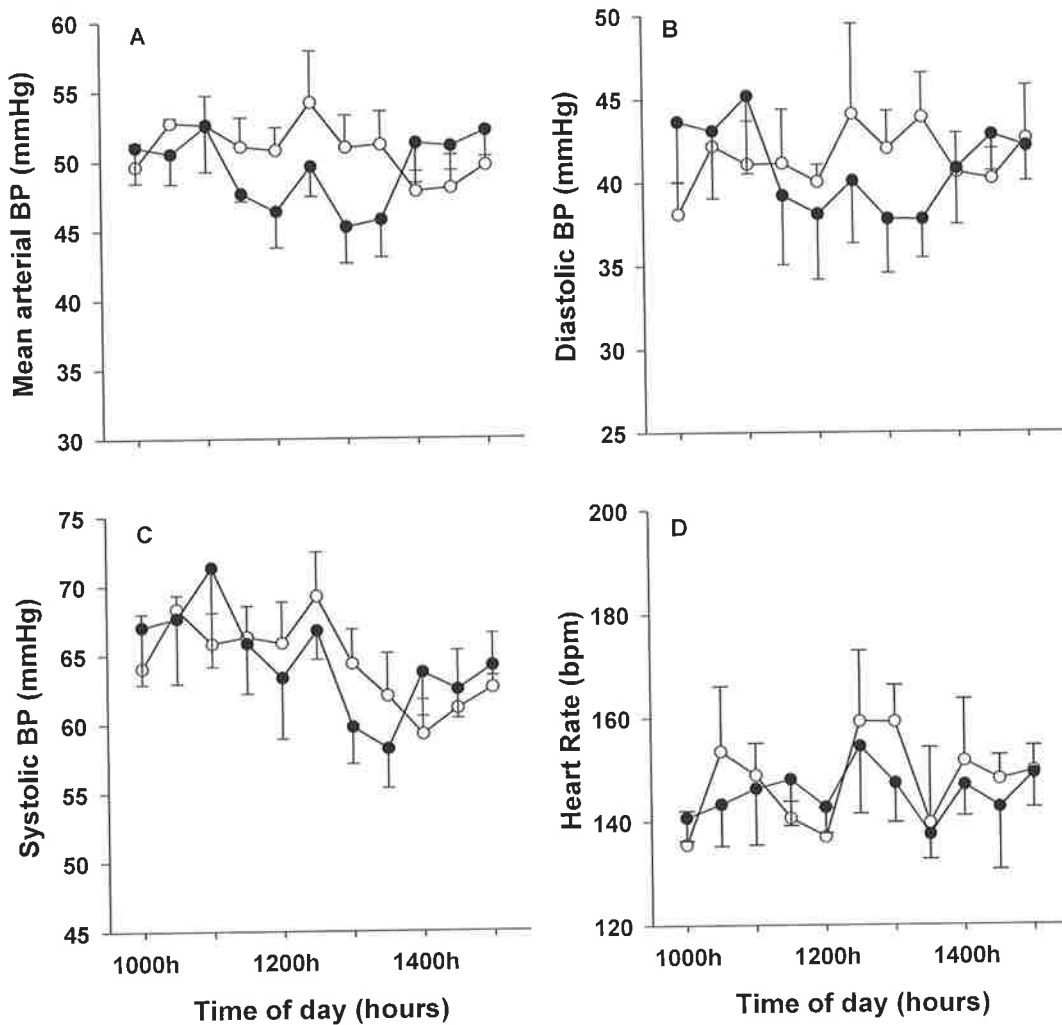 A
Mean arterial BP (mmHg)
60
55
50
45
40
35
30
B
Diastolic BP (mmHg)
50
45
40
35
30
25
C
Systolic BP (mmHg)
75
70
65
60
55
50
45
1000h 1200h 1400h
Time of day (hours)
D
Heart Rate (bpm)
200
180
160
140
120
1000h 1200h 1400h
Time of day (hours)